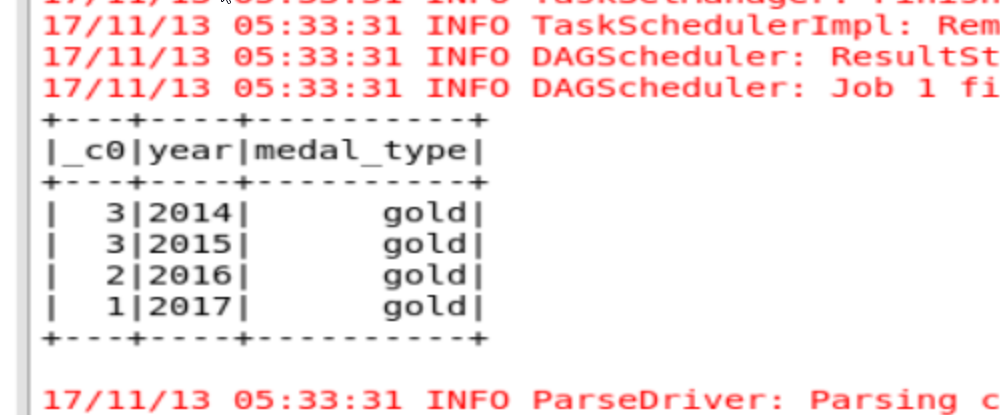 17/11/13 05:33:31 INFO TaskSchedulerImpl: Rem
17/11/13 05:33:31 INFO DAGScheduler: ResultSt
17/11/13 05:33:31 INFO DAGScheduler: Job 1 fi
+---+----+----------+
|_c0|year|medal_type|
+---+----+----------+
|  3|2014|      gold|
|  3|2015|      gold|
|  2|2016|      gold|
|  1|2017|      gold|
+---+----+----------+
17/11/13 05:33:31 INFO ParseDriver: Parsing c